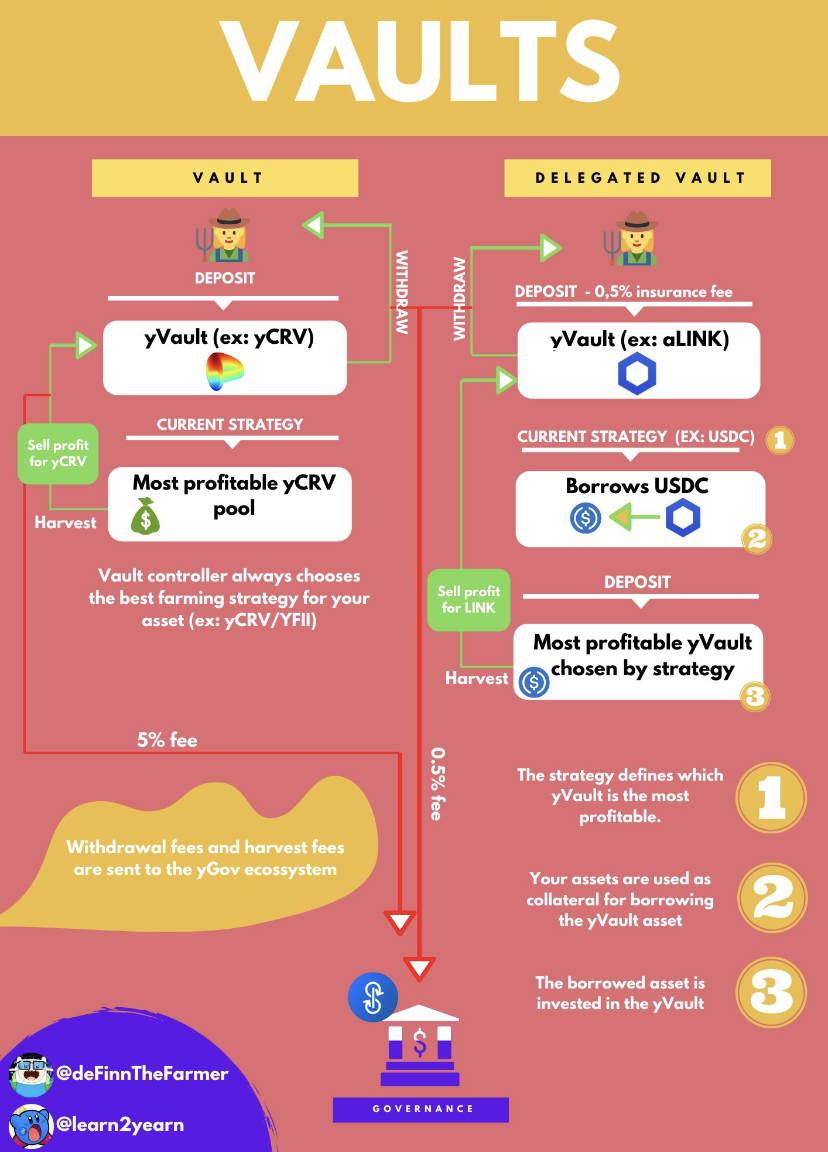 VAULTS
VAULT
DEPOSIT
yVault (ex: yCRV)
WITHDRAW
CURRENT STRATEGY
Sell profit
for yCRV
Most profitable yCRV
pool
$
Harvest
Vault controller always chooses
the best farming strategy for your
asset (ex: yCRV/YFII)
5% fee
Withdrawal fees and harvest fees
are sent to the yGov ecossystem
DELEGATED VAULT
WITHDRAW
DEPOSIT - 0,5% insurance fee
yVault (ex: aLINK)
CURRENT STRATEGY (EX: USDC)
1
Borrows USDC
$
2
DEPOSIT
Sell profit
for LINK
Most profitable yVault
chosen by strategy
$
Harvest
3
0.5% fee
The strategy defines which
yVault is the most
profitable.
1
Your assets are used as
collateral for borrowing
the yVault asset
2
The borrowed asset is
invested in the yVault
3
$
GOVERNANCE
@deFinnTheFarmer
@learn2yearn